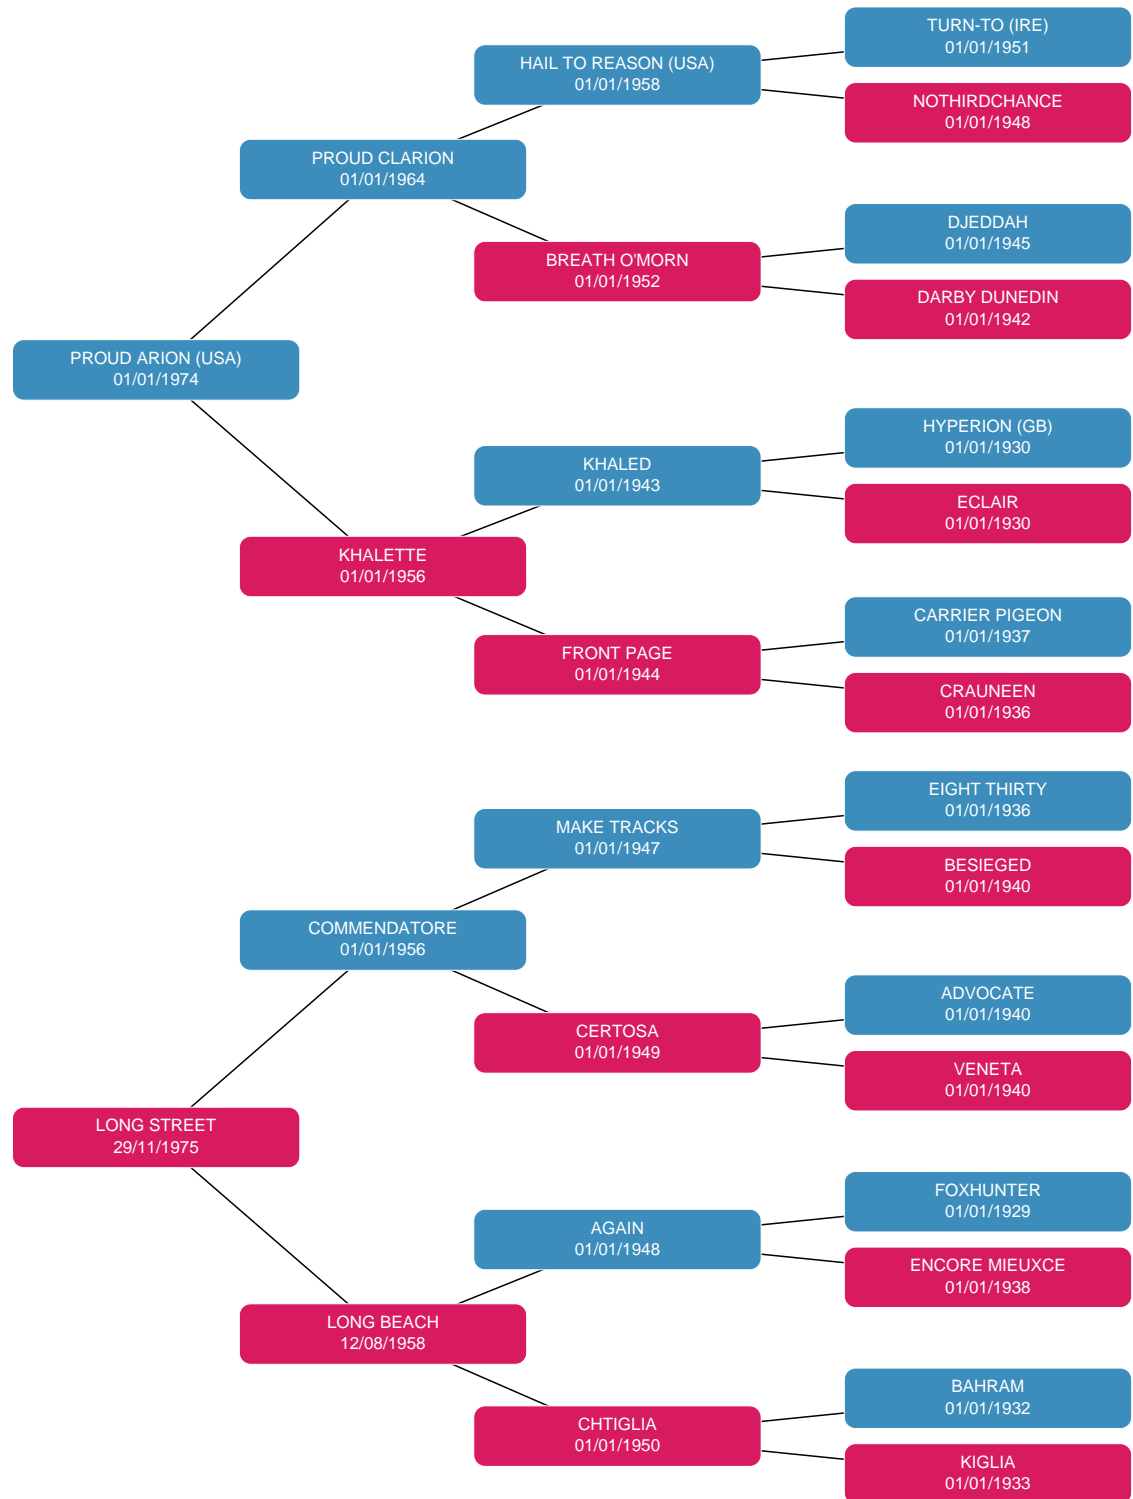 TURN-TO (IRE)
01/01/1951
HAIL TO REASON (USA)
01/01/1958
NOTHIRDCHANCE
01/01/1948
PROUD CLARION
01/01/1964
DJEDDAH
01/01/1945
BREATH O'MORN
01/01/1952
DARBY DUNEDIN
01/01/1942
PROUD ARION (USA)
01/01/1974
HYPERION (GB)
01/01/1930
KHALED
01/01/1943
ECLAIR
01/01/1930
KHALETTE
01/01/1956
CARRIER PIGEON
01/01/1937
FRONT PAGE
01/01/1944
CRAUNEEN
01/01/1936
EIGHT THIRTY
01/01/1936
MAKE TRACKS
01/01/1947
BESIEGED
01/01/1940
COMMENDATORE
01/01/1956
ADVOCATE
01/01/1940
CERTOSA
01/01/1949
VENETA
01/01/1940
LONG STREET
29/11/1975
FOXHUNTER
01/01/1929
AGAIN
01/01/1948
ENCORE MIEUXCE
01/01/1938
LONG BEACH
12/08/1958
BAHRAM
01/01/1932
CHTIGLIA
01/01/1950
KIGLIA
01/01/1933